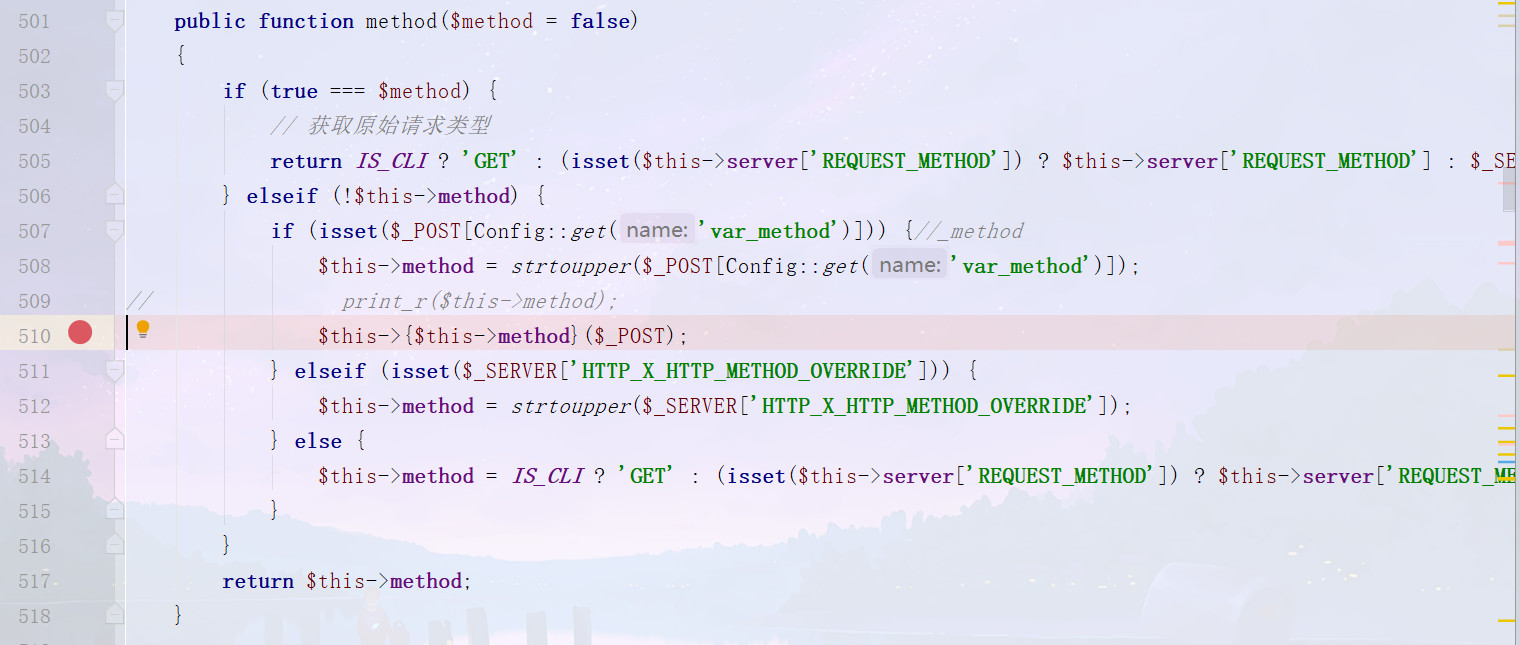 501 public function method($method = false)
502 {
503 if (true === $method) {
504 // 获取原始请求类型
505 return IS_CLI ? 'GET' : (isset($this->server['REQUEST_METHOD']) ? $this->server['REQUEST_METHOD'] : $_SE
506 } elseif (!$this->method) {
507 if (isset($_POST[Config::get( name: 'var_method')])) {//_method
508 $this->method = strtoupper($_POST[Config::get( name: 'var_method')]);
509 // print_r($this->method);
510 $this->{$this->method}($_POST);
511 } elseif (isset($_SERVER['HTTP_X_HTTP_METHOD_OVERRIDE'])) {
512 $this->method = strtoupper($_SERVER['HTTP_X_HTTP_METHOD_OVERRIDE']);
513 } else {
514 $this->method = IS_CLI ? 'GET' : (isset($this->server['REQUEST_METHOD']) ? $this->server['REQUEST_ME
515 }
516 }
517 return $this->method;
518 }